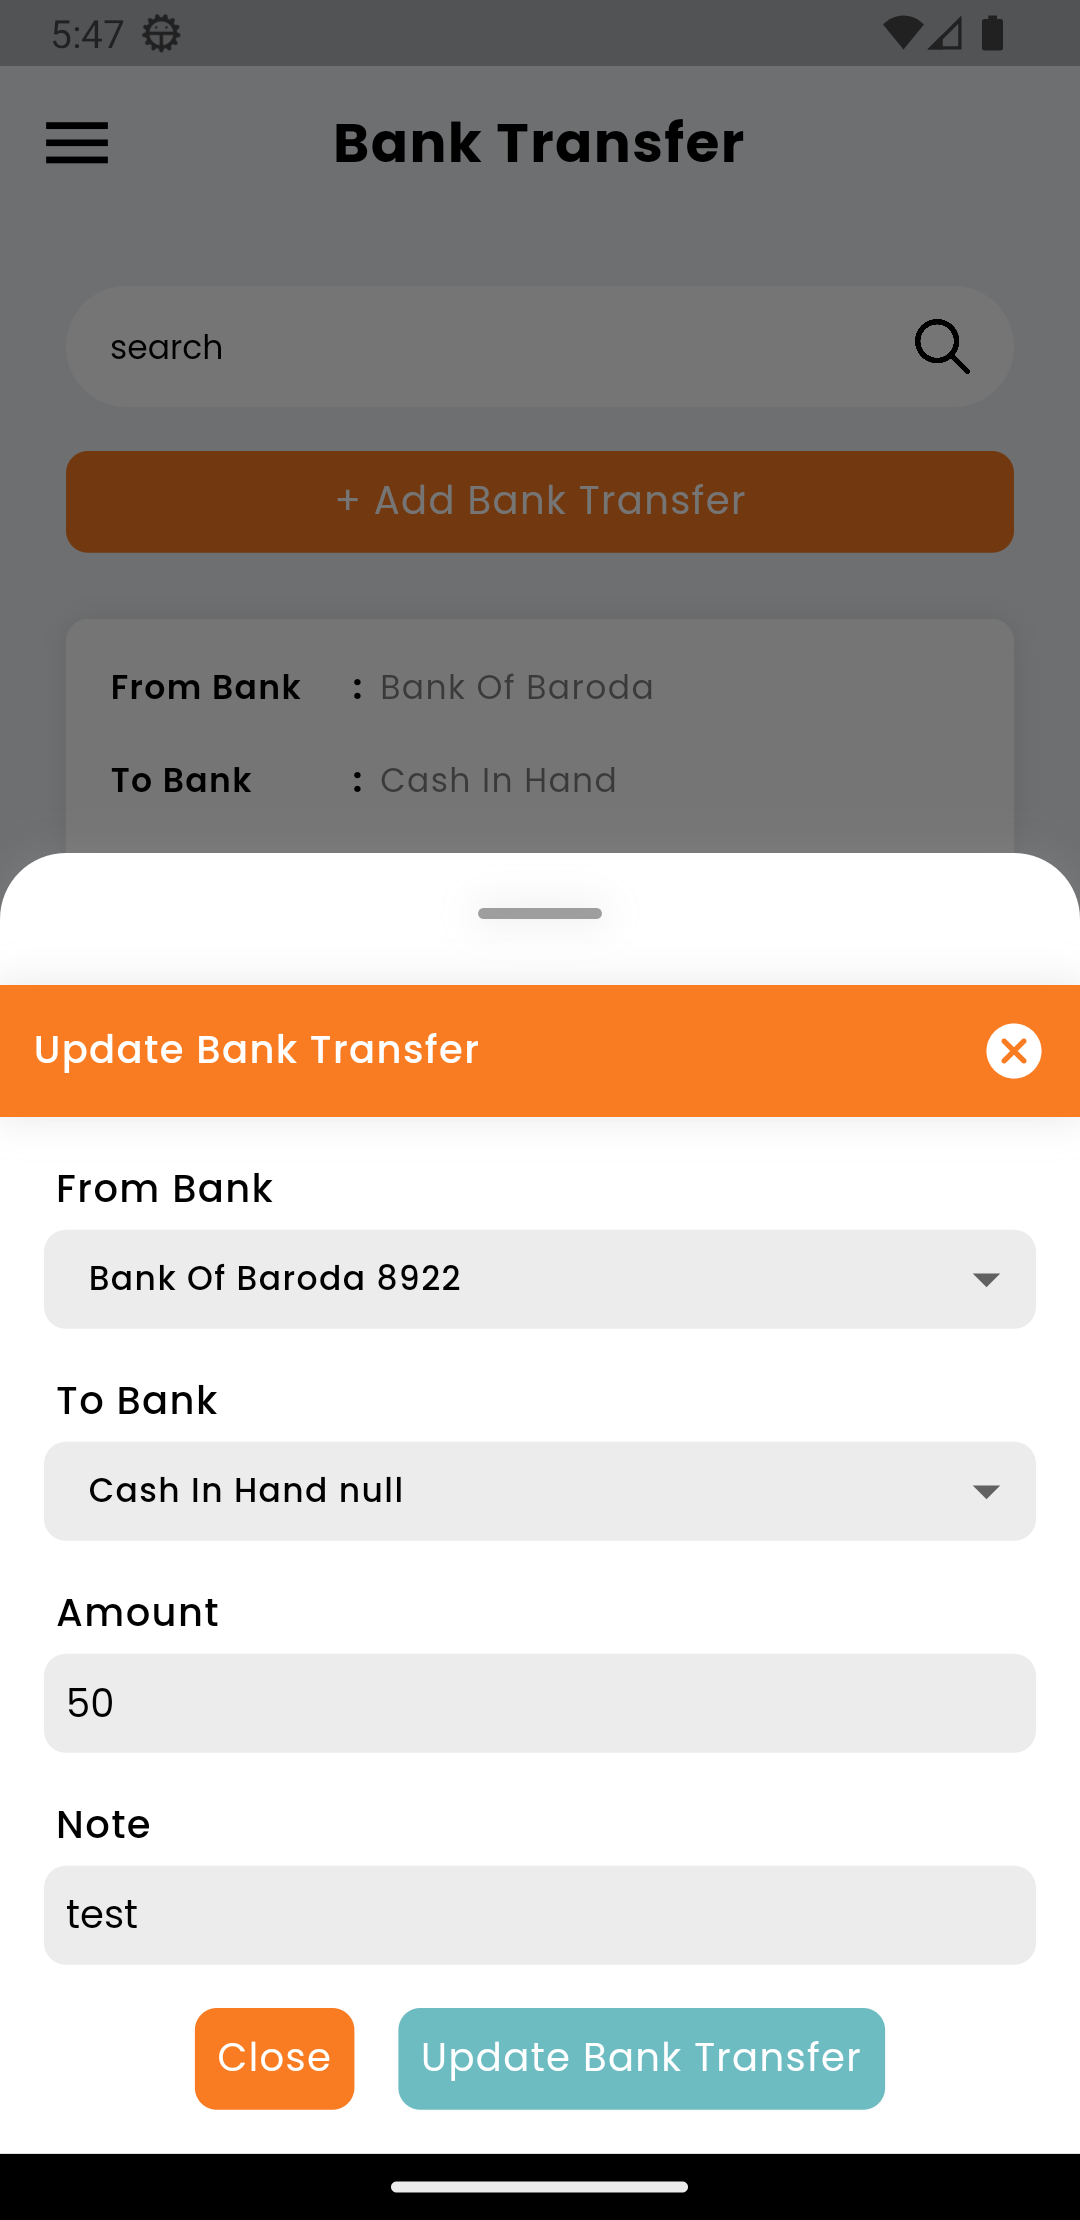 5:47
Bank Transfer
search
+ Add Bank Transfer
From Bank : Bank Of Baroda
To Bank : Cash In Hand
Update Bank Transfer
From Bank
Bank Of Baroda 8922
To Bank
Cash In Hand null
Amount
50
Note
test
Close Update Bank Transfer